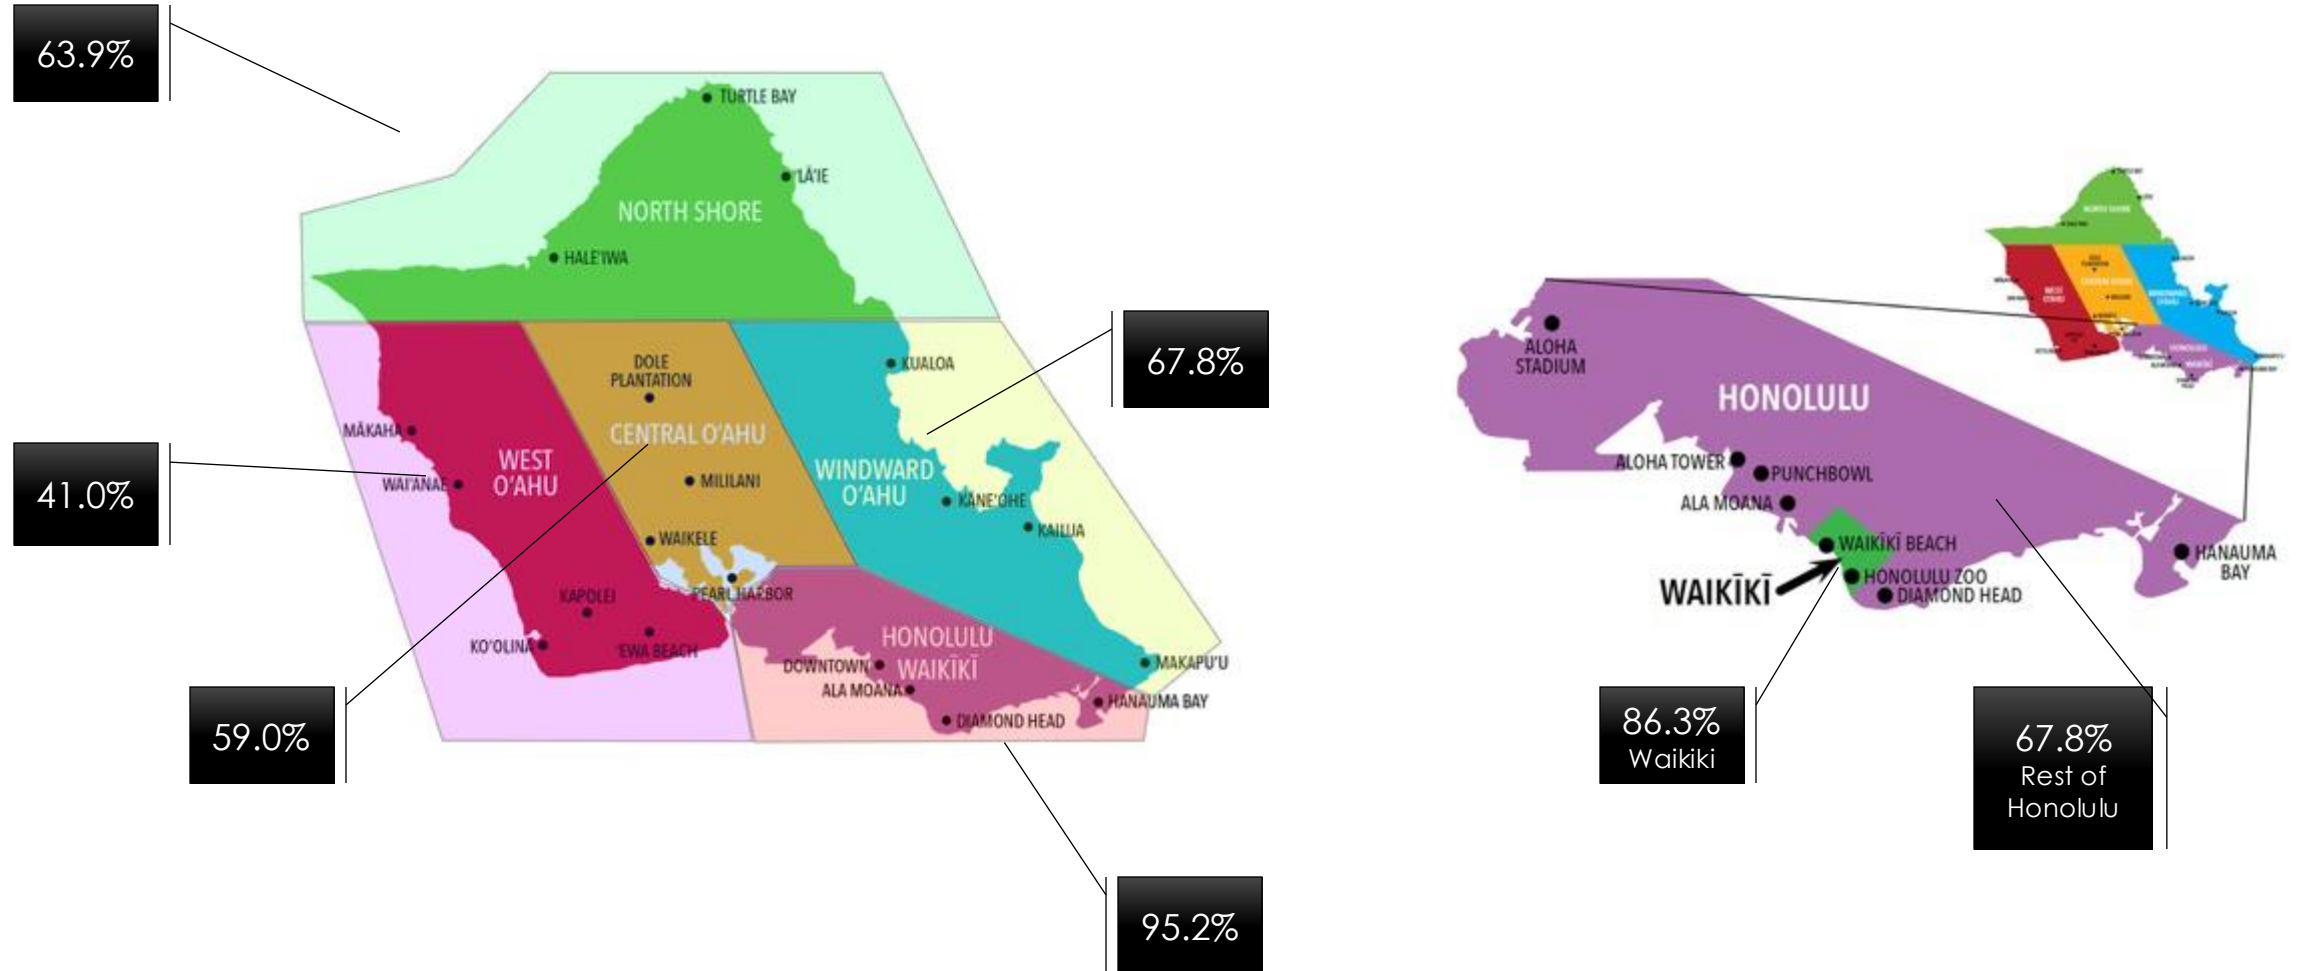 63.9%
TURTLE BAY
LĀ'IE
NORTH SHORE
HALE'IWA
67.8%
KUALOA
DOLE
PLANTATION
CENTRAL O'AHU
MĀKAHA
WEST
O'AHU
WINDWARD
O'AHU
41.0%
WAI'ANAE
MILILANI
KĀNE'OHE
KAILUA
WAIKELE
PEARL HARBOR
KAPOLEI
KO'OLINA
'EWA BEACH
HONOLULU
WAIKĪKĪ
DOWNTOWN
ALA MOANA
DIAMOND HEAD
MAKAPU'U
HANAUMA BAY
59.0%
95.2%
NORTH SHORE
WEST
O'AHU
ALOHA
STADIUM
HONOLULU
ALOHA TOWER
PUNCHBOWL
ALA MOANA
WAIKĪKĪ BEACH
WAIKĪKĪ
HONOLULU ZOO
DIAMOND HEAD
HANAUMA
BAY
86.3%
Waikiki
67.8%
Rest of
Honolulu